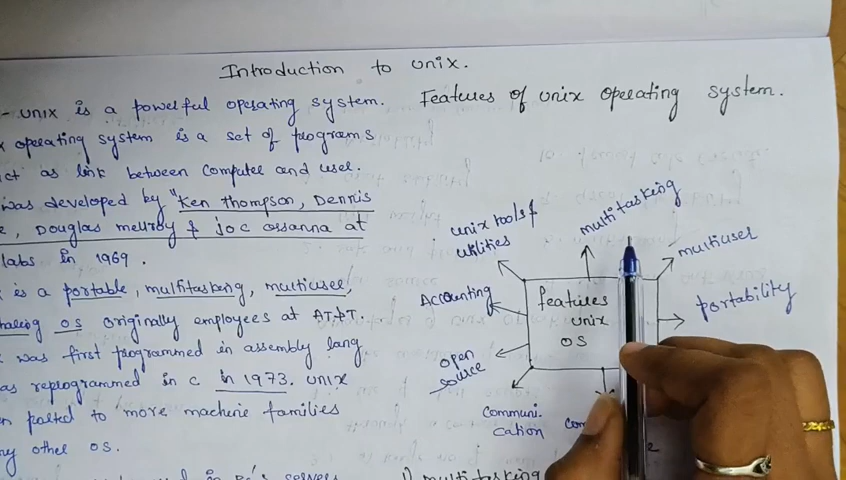 Introduction to unix.
- unix is a powerful operating system.
operating system is a set of programs
act as link between computer and user.
was developed by "Ken thompson, Dennis
, Douglas mellroy & joc ossanna at
labs in 1969.
is a portable, multitasking, multiuser,
os originally employees at AT&T.
was first programmed in assembly lang
as reprogrammed in c in 1973. unix
ported to more machine families
any other os.
Features of unix operating system.
unix tools &
utilities
multitasking
multiuser
Accounting
features
unix
os
portability
open
source
communi-
cation
com
1) multitasking